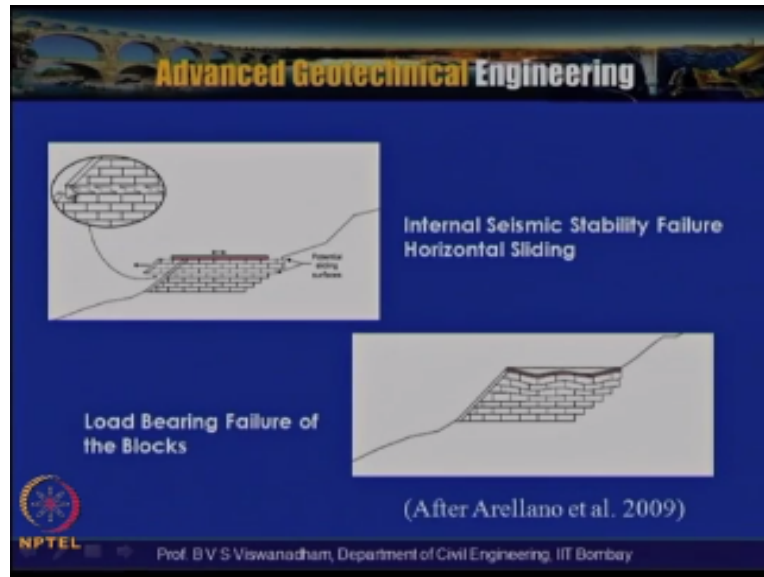 Advanced Geotechnical Engineering
Potential
sliding
surfaces
Internal Seismic Stability Failure
Horizontal Sliding
Load Bearing Failure of
the Blocks
(After Arellano et al. 2009)
NPTEL
Prof. B V S Viswanadham, Department of Civil Engineering, IIT Bombay